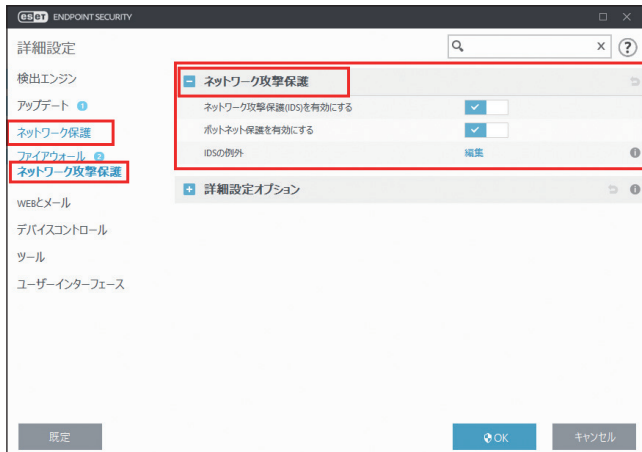 eset ENDPOINT SECURITY
詳細設定
検出エンジン
アップデート 1
ネットワーク保護
ファイアウォール 2
ネットワーク攻撃保護
WEBとメール
デバイスコントロール
ツール
ユーザーインターフェース
x
?
ネットワーク攻撃保護
ネットワーク攻撃保護(IDS)を有効にする
ボットネット保護を有効にする
IDSの例外 編集
詳細設定オプション
既定
OK
キャンセル